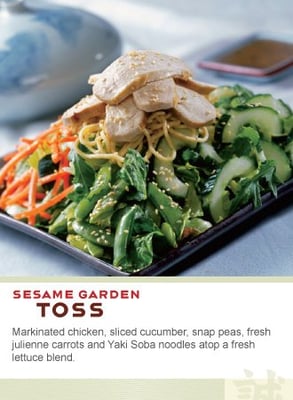 SESAME GARDEN
TOSS
Markinated chicken, sliced cucumber, snap peas, fresh
julienne carrots and Yaki Soba noodles atop a fresh
lettuce blend.
誠